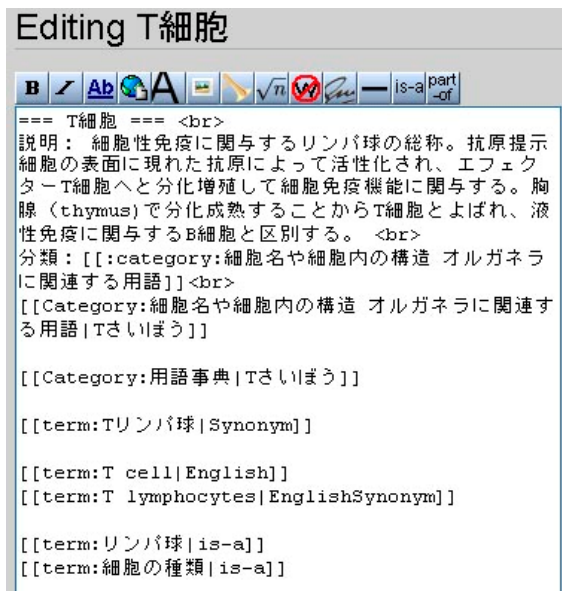 Editing T細胞
B I Ab A √n W is-a part-of
=== T細胞 === <br>
説明： 細胞性免疫に関与するリンパ球の総称。抗原提示
細胞の表面に現れた抗原によって活性化され、エフェク
ターT細胞へと分化増殖して細胞免疫機能に関与する。胸
腺（thymus)で分化成熟することからT細胞とよばれ、液
性免疫に関与するB細胞と区別する。 <br>
分類：[[:category:細胞名や細胞内の構造 オルガネラ
に関連する用語]]<br>
[[Category:細胞名や細胞内の構造 オルガネラに関連す
る用語|Tさいぼう]]
[[Category:用語事典|Tさいぼう]]
[[term:Tリンパ球|Synonym]]
[[term:T cell|English]]
[[term:T lymphocytes|EnglishSynonym]]
[[term:リンパ球|is-a]]
[[term:細胞の種類|is-a]]